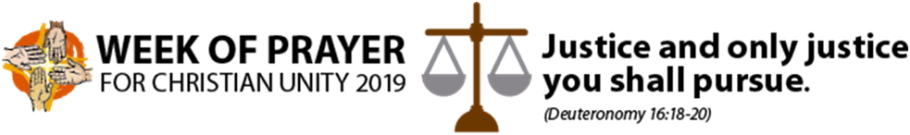 WEEK OF PRAYER
FOR CHRISTIAN UNITY 2019
Justice and only justice
you shall pursue.
(Deuteronomy 16:18-20)